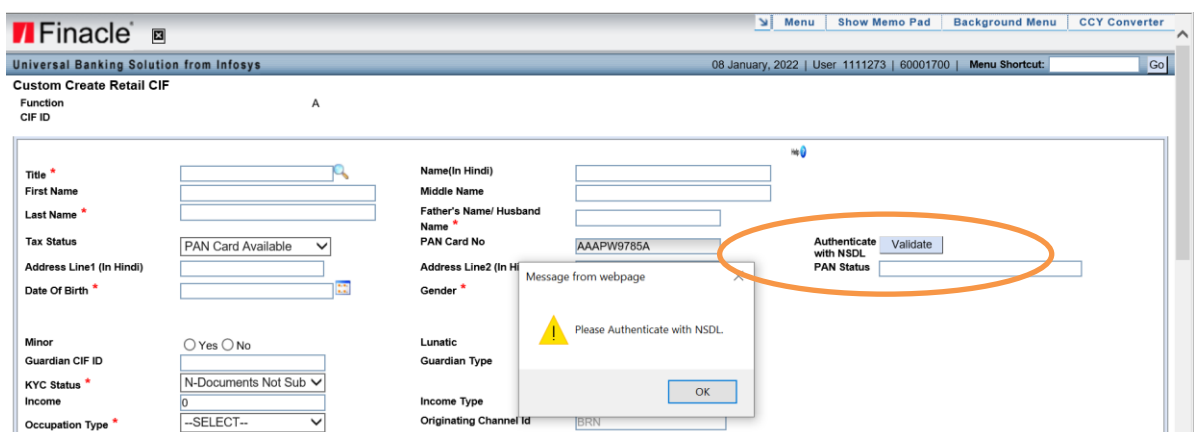 Finacle
Menu Show Memo Pad Background Menu CCY Converter
Universal Banking Solution from Infosys
08 January, 2022 | User 1111273 | 60001700 | Menu Shortcut: Go
Custom Create Retail CIF
Function A
CIF ID
Help
Title * Name(In Hindi)
First Name Middle Name
Last Name * Father's Name/ Husband
Name *
Tax Status PAN Card Available PAN Card No AAAPW9785A Authenticate Validate
with NSDL
Address Line1 (In Hindi) Address Line2 (In Hi PAN Status
Date Of Birth * Gender *
Message from webpage
Please Authenticate with NSDL.
OK
Minor Yes No Lunatic
Guardian CIF ID Guardian Type
KYC Status * N-Documents Not Sub
Income 0 Income Type
Occupation Type * --SELECT-- Originating Channel Id BRN